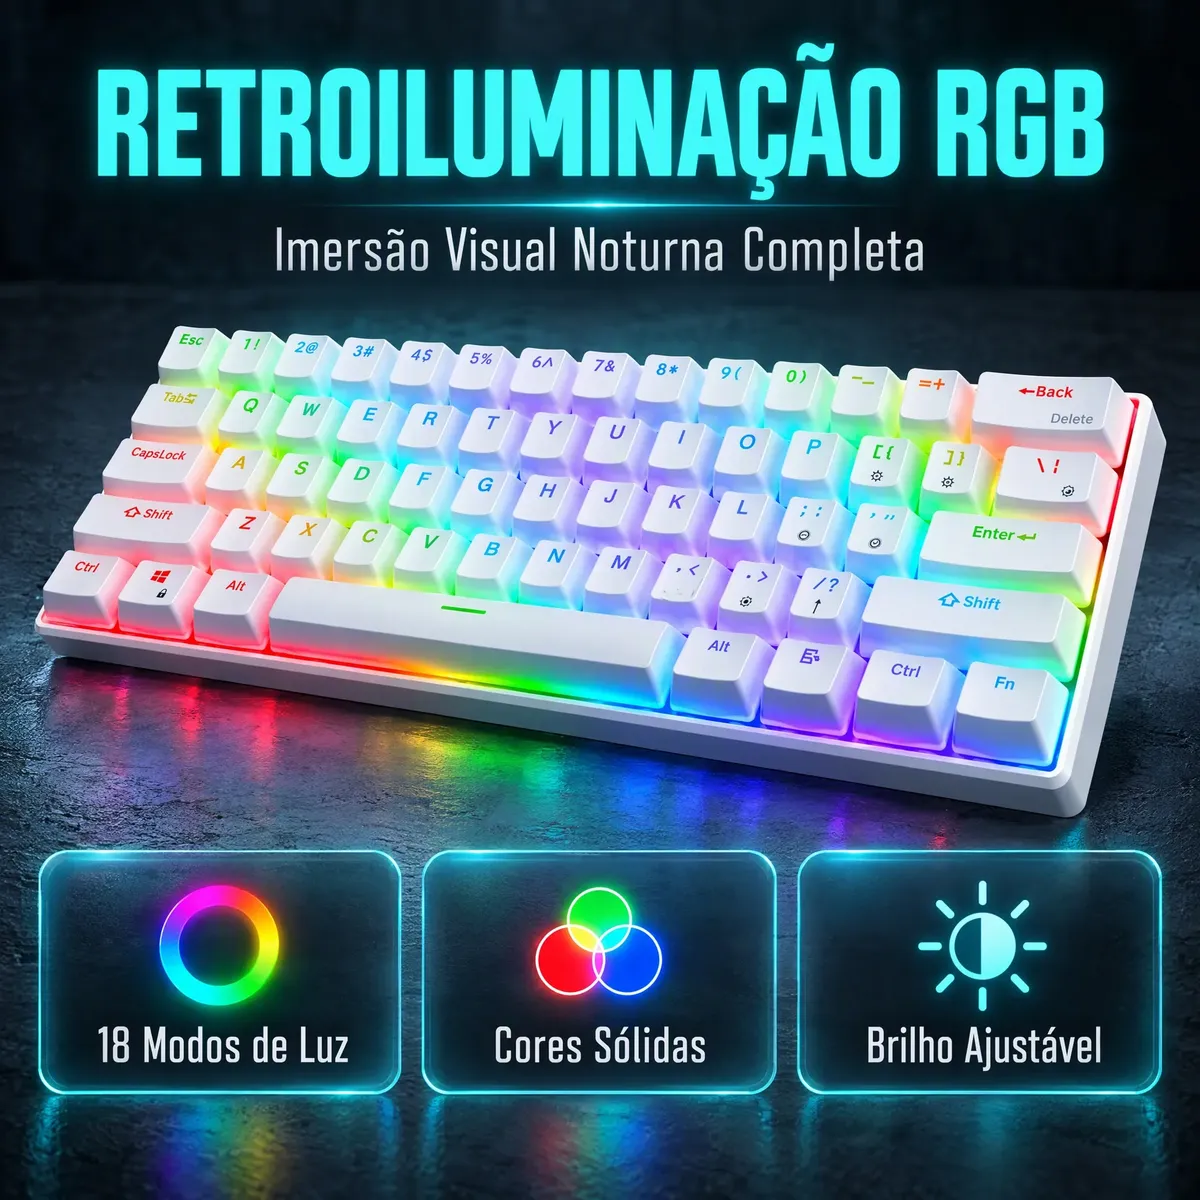 RETROILUMINAÇÃO RGB
Imersão Visual Noturna Completa
Esc 1! 2@ 3# 4$ 5% 6^ 7& 8* 9( 0) -_ =+ ←Back
Delete
Tab Q W E R T Y U I O P [{ ]} \¦
CapsLock A S D F G H J K L ;: '" Enter
Shift Z X C V B N M ,< .> /? Shift
Ctrl Alt Alt Ctrl Fn
18 Modos de Luz
Cores Sólidas
Brilho Ajustável